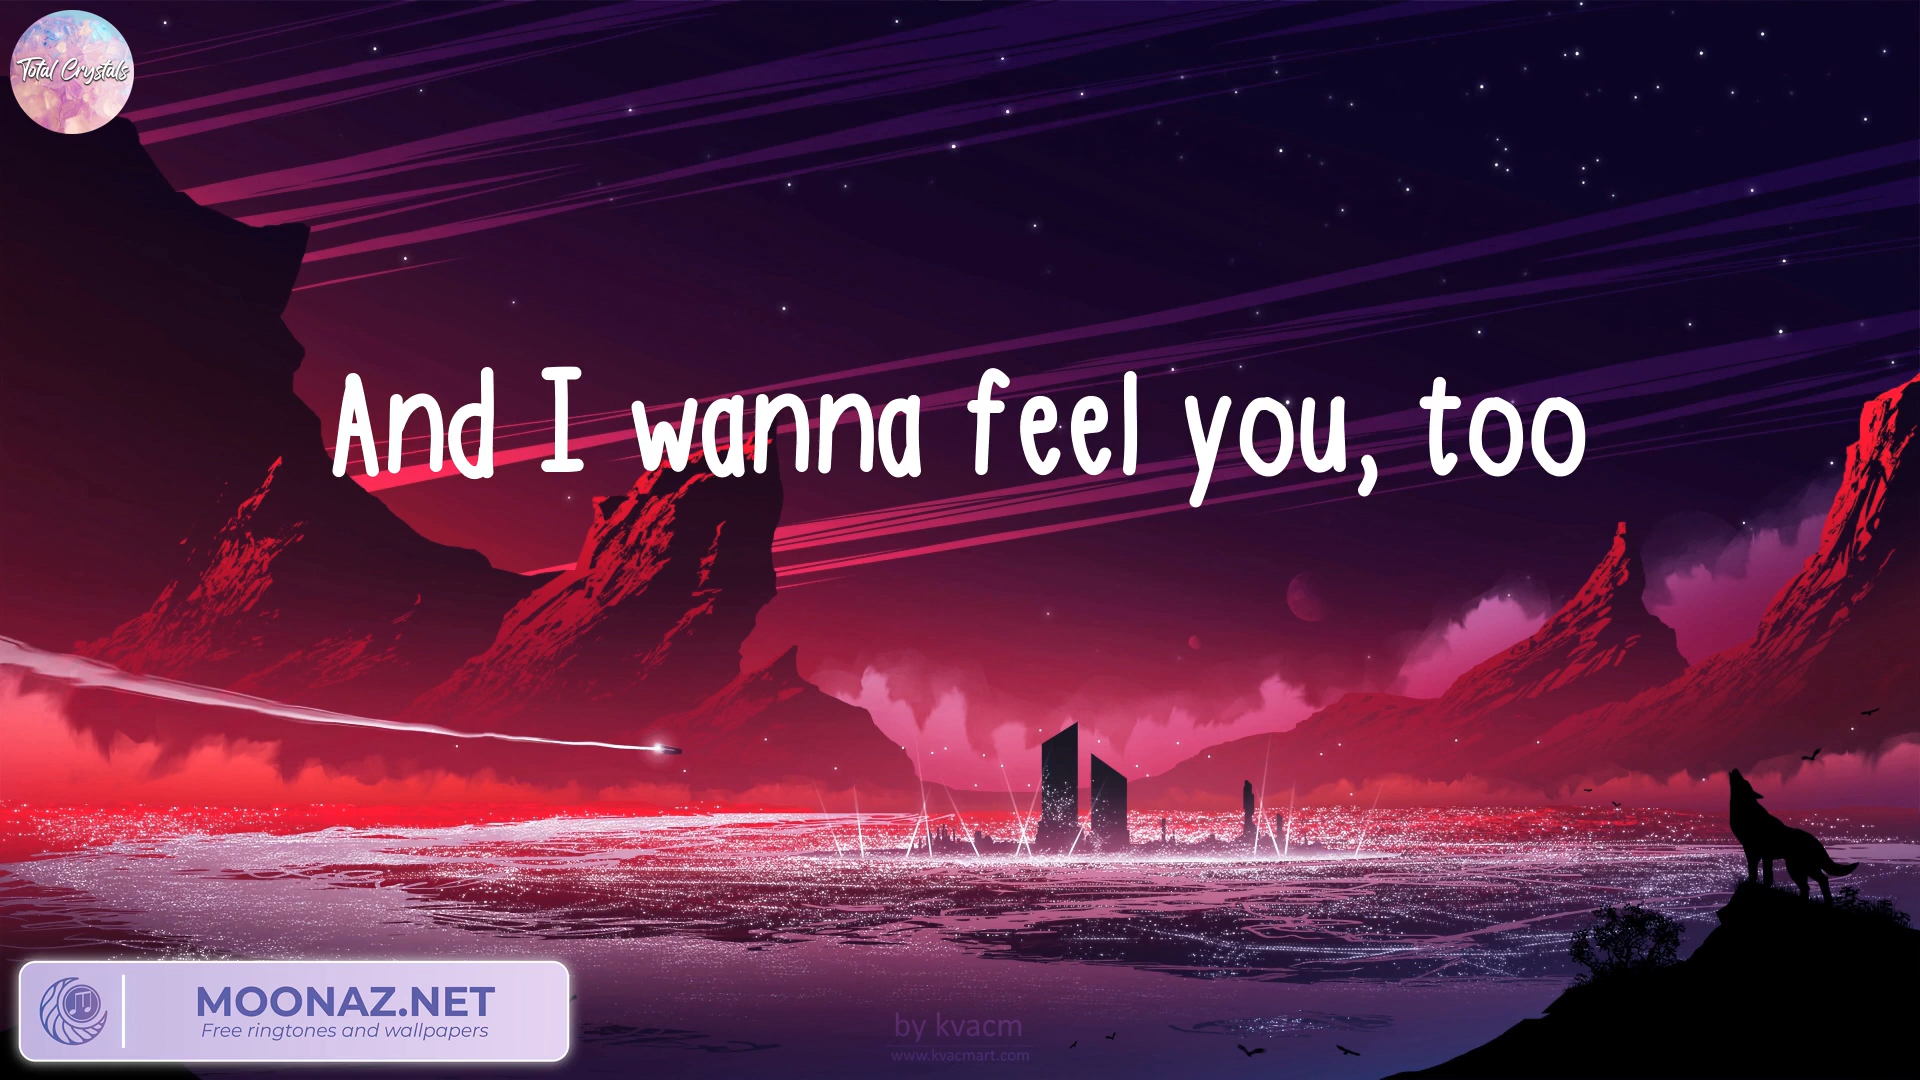 Total Crystals
And I wanna feel you, too
MOONAZ.NET
Free ringtones and wallpapers
by kvacm
www.kvacmart.com